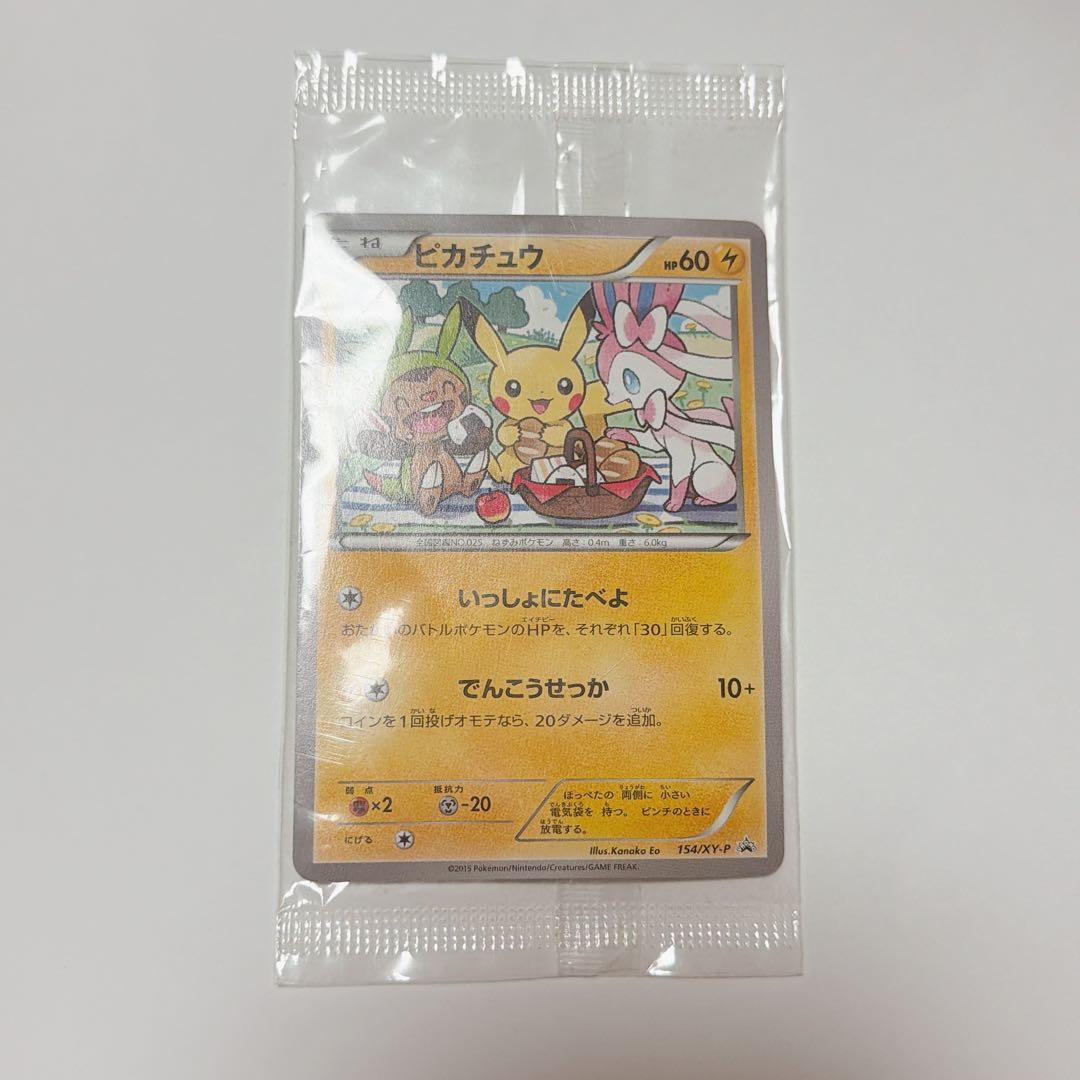 ピカチュウ
HP60
全国図鑑NO.025 ねずみポケモン 高さ:0.4m 重さ:6.0kg
いっしょにたべよ
おたがいのバトルポケモンのHPを、それぞれ「30」回復する。
でんこうせっか 10+
コインを1回投げオモテなら、20ダメージを追加。
弱点 抵抗力
×2 -20
にげる
ほっぺたの 両側に 小さい
電気袋を 持つ。 ピンチのときに
放電する。
Illus.Kanako Eo 154/XY-P
©2015 Pokémon/Nintendo/Creatures/GAME FREAK.